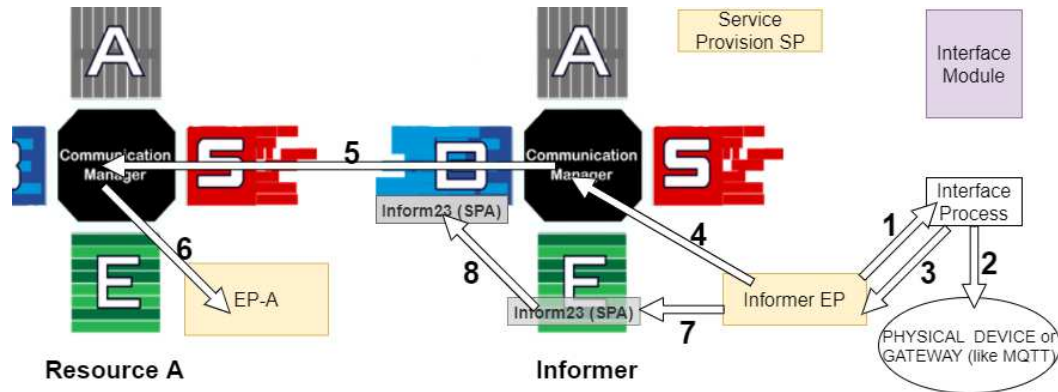 A
A
Service
Provision SP
Interface
Module
Communication
Manager
S
5
D
Communication
Manager
S
Inform23 (SPA)
Interface
Process
1
4
3
2
6
8
E
EP-A
E
Inform23 (SPA)
7
Informer EP
PHYSICAL DEVICE or
GATEWAY (like MQTT)
Resource A
Informer